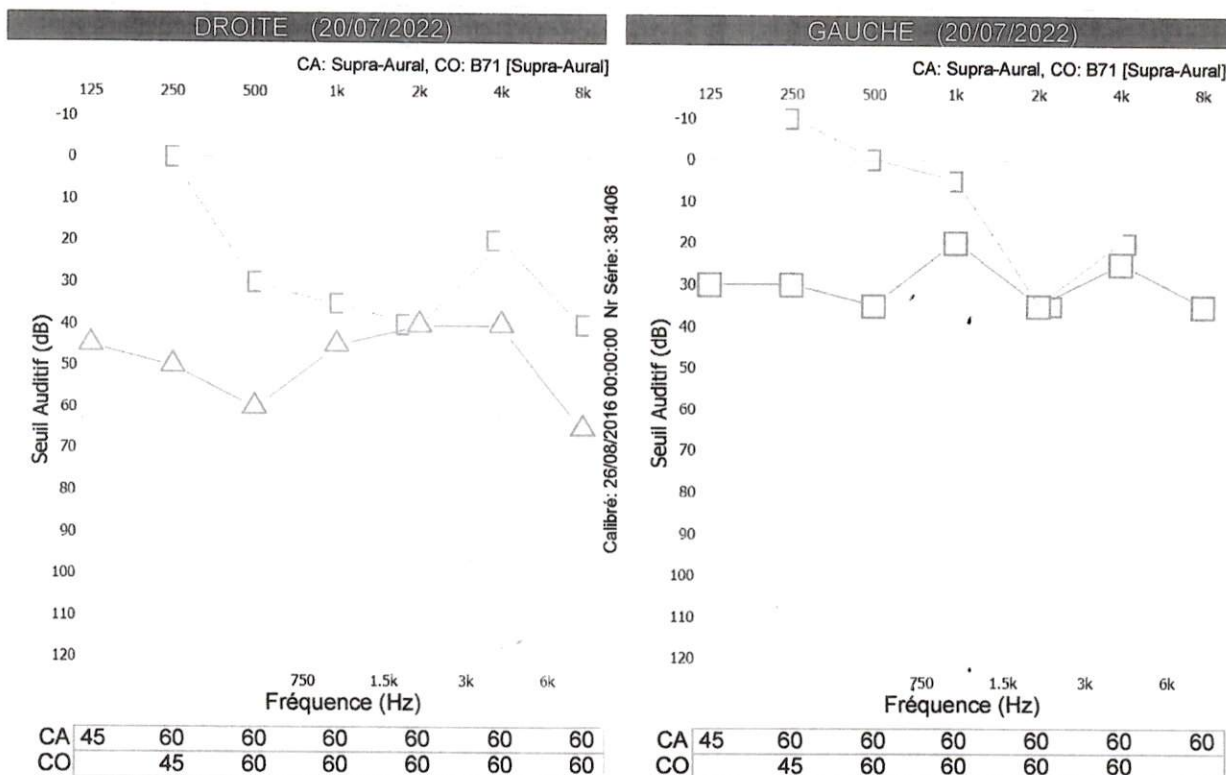 DROITE (20/07/2022)
CA: Supra-Aural, CO: B71 [Supra-Aural]
125 250 500 1k 2k 4k 8k
-10
0
10
20
30
40
50
60
70
80
90
100
110
120
Seuil Auditif (dB)
750 1.5k 3k 6k
Fréquence (Hz)
CA 45 60 60 60 60 60 60
CO 45 60 60 60 60 60
Calibré: 26/08/2016 00:00:00 Nr Série: 381406
GAUCHE (20/07/2022)
CA: Supra-Aural, CO: B71 [Supra-Aural]
125 250 500 1k 2k 4k 8k
-10
0
10
20
30
40
50
60
70
80
90
100
110
120
Seuil Auditif (dB)
750 1.5k 3k 6k
Fréquence (Hz)
CA 45 60 60 60 60 60 60
CO 45 60 60 60 60